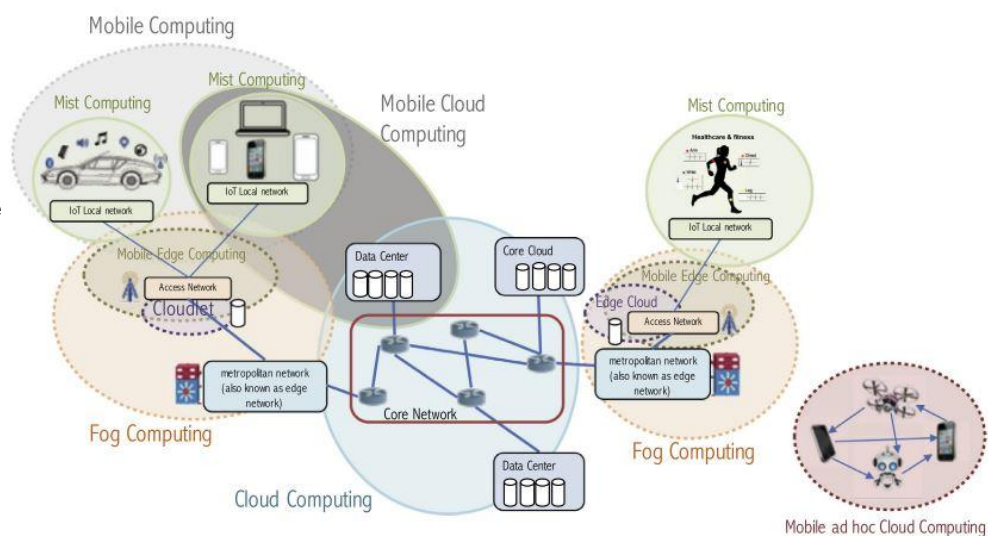 Mobile Computing
Mist Computing
Mist Computing
Mobile Cloud
Computing
Mist Computing
Healthcare & fitness
IoT Local network
IoT Local network
IoT Local network
e
Mobile Edge Computing
Access Network
Cloudlet
Data Center
Core Cloud
Mobile Edge Computing
Edge Cloud
Access Network
metropolitan network
(also known as edge
network)
Core Network
metropolitan network
(also known as edge
network)
Fog Computing
Fog Computing
Data Center
Cloud Computing
Mobile ad hoc Cloud Computing